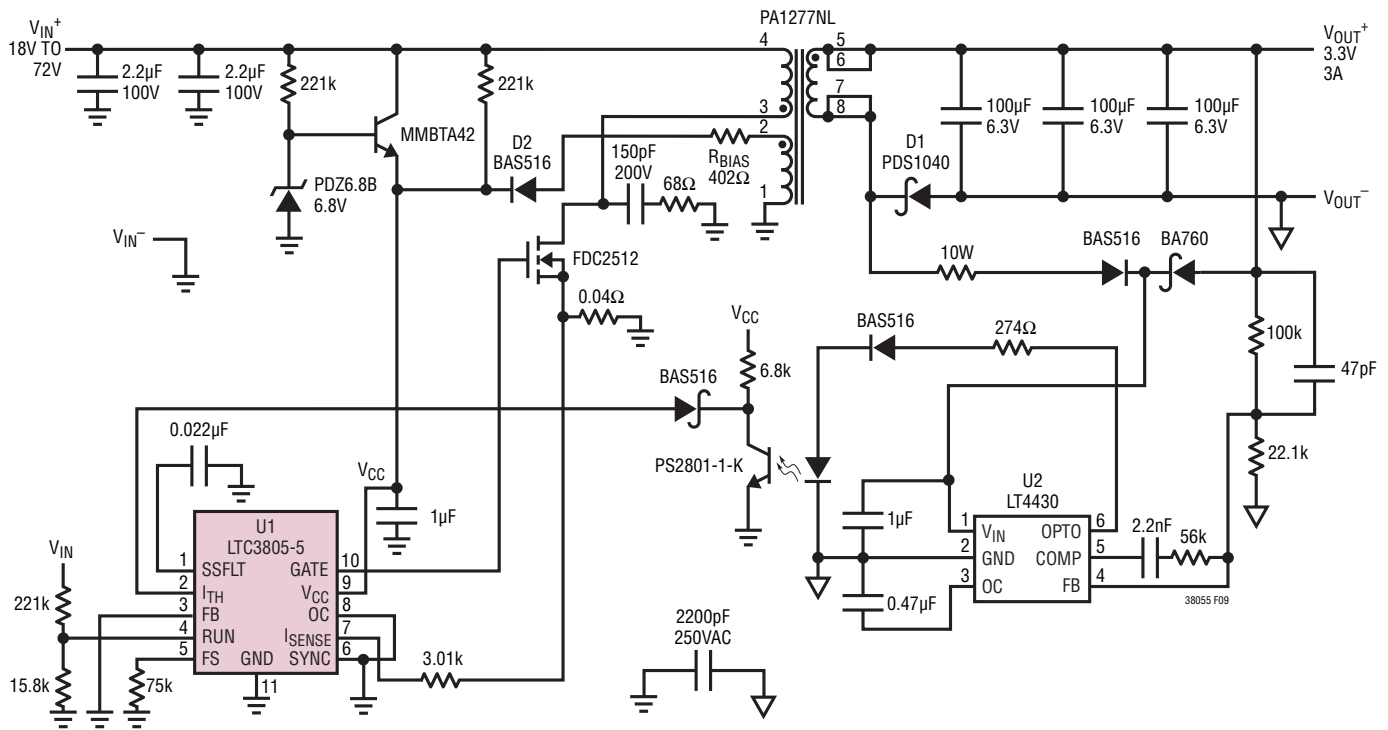 PA1277NL
VIN+
18V TO
72V
2.2µF
100V
2.2µF
100V
221k
221k
MMBTA42
D2
BAS516
PDZ6.8B
6.8V
VIN−
150pF
200V
68Ω
RBIAS
402Ω
4
3
2
1
5
6
7
8
D1
PDS1040
100µF
6.3V
100µF
6.3V
100µF
6.3V
VOUT+
3.3V
3A
VOUT−
FDC2512
0.04Ω
10W
BAS516
BA760
VCC
6.8k
BAS516
BAS516
274Ω
100k
47pF
22.1k
0.022µF
VCC
1µF
PS2801-1-K
1µF
0.47µF
U2
LT4430
1
VIN
2
GND
3
OC
OPTO
6
COMP
5
FB
4
2.2nF
56k
38055 F09
U1
LTC3805-5
1
SSFLT
2
ITH
3
FB
4
RUN
5
FS
GND
11
GATE
10
VCC
9
OC
8
ISENSE
7
SYNC
6
VIN
221k
15.8k
75k
3.01k
2200pF
250VAC